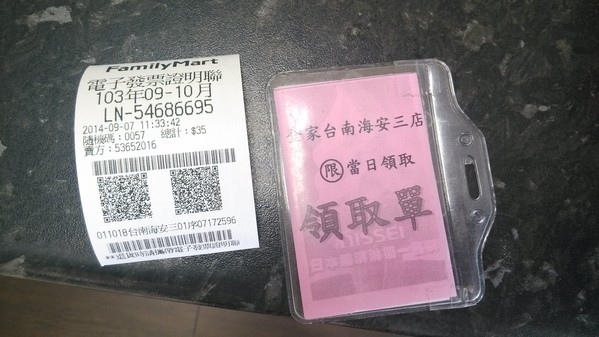 FamilyMart
電子發票證明聯
103年09-10月
LN-54686695
2014-09-07 11:33:42
隨機碼：0057 總計：$35
賣方：53652016
011018台南海安三01序07172596
全家台南海安三店
限當日領取
領取單